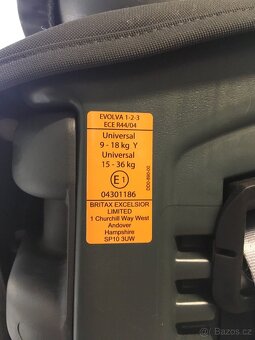 EVOLVA 1-2-3
ECE R44/04
Universal
9 - 18 kg Y
Universal
15 - 36 kg
E1
04301186
BRITAX EXCELSIOR
LIMITED
1 Churchill Way West
Andover
Hampshire
SP10 3UW
Sbazoš.cz